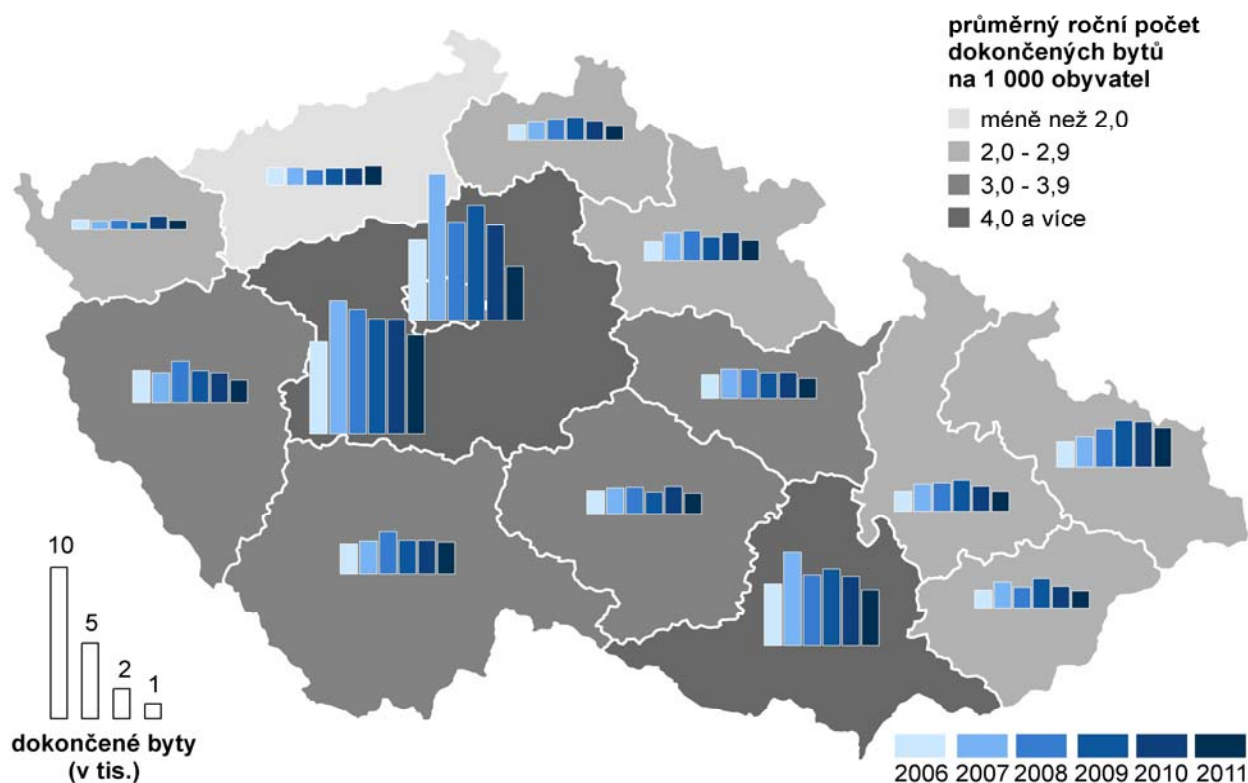 průměrný roční počet
dokončených bytů
na 1 000 obyvatel
méně než 2,0
2,0 - 2,9
3,0 - 3,9
4,0 a více
10
5
2
1
dokončené byty
(v tis.)
2006 2007 2008 2009 2010 2011